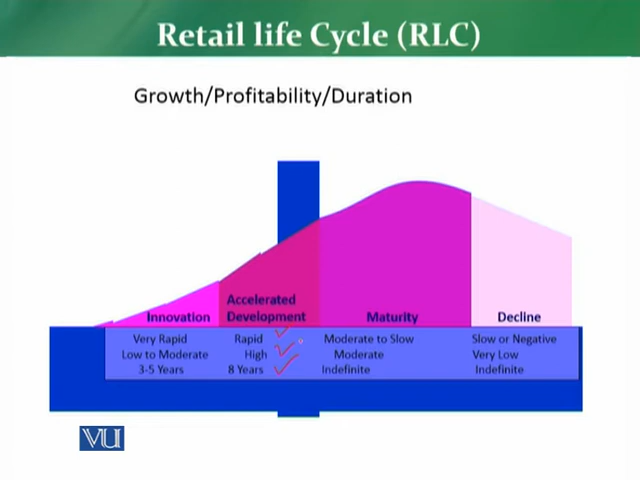 Retail life Cycle (RLC)
Growth/Profitability/Duration
Innovation
Accelerated
Development
Maturity
Decline
Very Rapid Rapid Moderate to Slow Slow or Negative
Low to Moderate High Moderate Very Low
3-5 Years 8 Years Indefinite Indefinite
VU